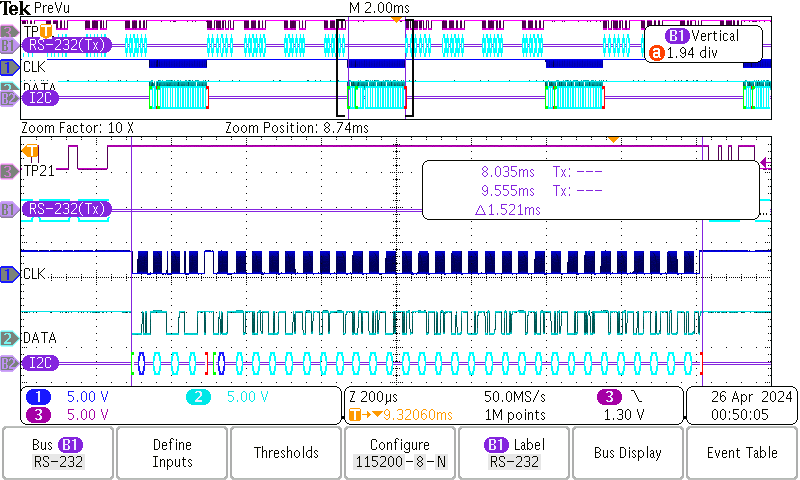 Tek PreVu M 2.00ms
3 TP T
B1 RS-232(Tx)
B1 Vertical
a 1.94 div
1 CLK
2 DATA
B2 I2C
Zoom Factor: 10 X Zoom Position: 8.74ms
T
3 TP21
8.035ms Tx: ---
9.555ms Tx: ---
Δ1.521ms
B1 RS-232(Tx)
1 CLK
2 DATA
B2 I2C
1 5.00 V 2 5.00 V
3 5.00 V
Z 200µs 50.0MS/s 3
T→▼9.32060ms 1M points 1.30 V
26 Apr 2024
00:50:05
Bus B1
RS-232
Define
Inputs
Thresholds
Configure
115200-8-N
B1 Label
RS-232
Bus Display
Event Table